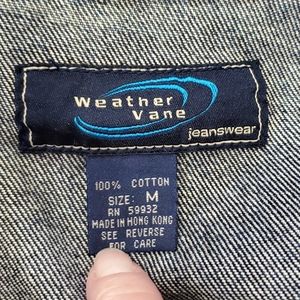 Weather
Vane
jeanswear
100% COTTON
SIZE: M
RN 59932
MADE IN HONG KONG
SEE REVERSE
FOR CARE